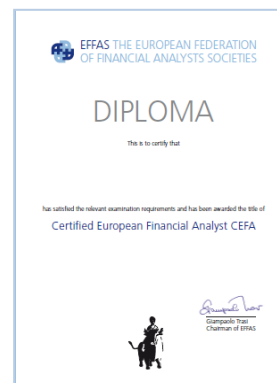 EFFAS THE EUROPEAN FEDERATION
OF FINANCIAL ANALYSTS SOCIETIES
DIPLOMA
This is to certify that
has satisfied the relevant examination requirements and has been awarded the title of
Certified European Financial Analyst CEFA
Giampaolo Trasi
Chairman of EFFAS